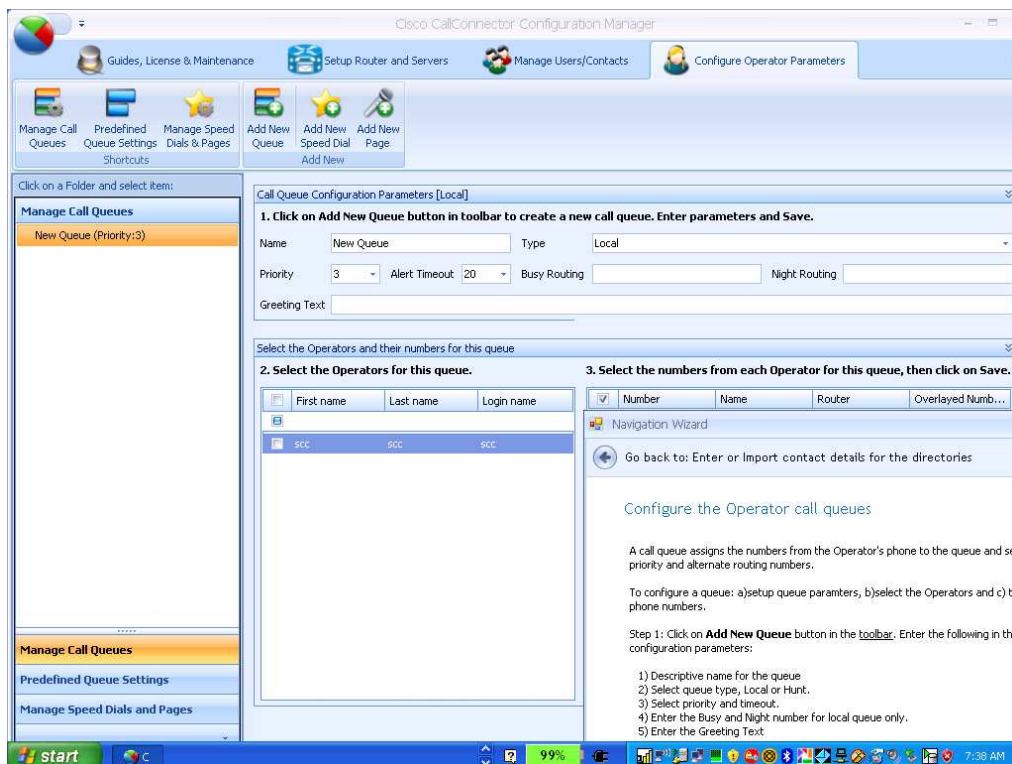 Cisco CallConnector Configuration Manager
Guides, License & Maintenance
Setup Router and Servers
Manage Users/Contacts
Configure Operator Parameters
Manage Call Queues
Predefined Queue Settings
Manage Speed Dials & Pages
Add New Queue
Add New Speed Dial
Add New Page
Shortcuts
Add New
Click on a Folder and select item:
Manage Call Queues
New Queue (Priority:3)
Call Queue Configuration Parameters [Local]
1. Click on Add New Queue button in toolbar to create a new call queue. Enter parameters and Save.
Name New Queue Type Local
Priority 3 Alert Timeout 20 Busy Routing Night Routing
Greeting Text
Select the Operators and their numbers for this queue
2. Select the Operators for this queue.
First name Last name Login name
scc scc scc
3. Select the numbers from each Operator for this queue, then click on Save.
Number Name Router Overlayed Numb...
Navigation Wizard
Go back to: Enter or Import contact details for the directories
Configure the Operator call queues
A call queue assigns the numbers from the Operator's phone to the queue and se
priority and alternate routing numbers.
To configure a queue: a)setup queue paramters, b)select the Operators and c) t
phone numbers.
Step 1: Click on Add New Queue button in the toolbar. Enter the following in th
configuration parameters:
1) Descriptive name for the queue
2) Select queue type, Local or Hunt.
3) Select priority and timeout.
4) Enter the Busy and Night number for local queue only.
5) Enter the Greeting Text
Manage Call Queues
Predefined Queue Settings
Manage Speed Dials and Pages
start
C
99%
7:38 AM